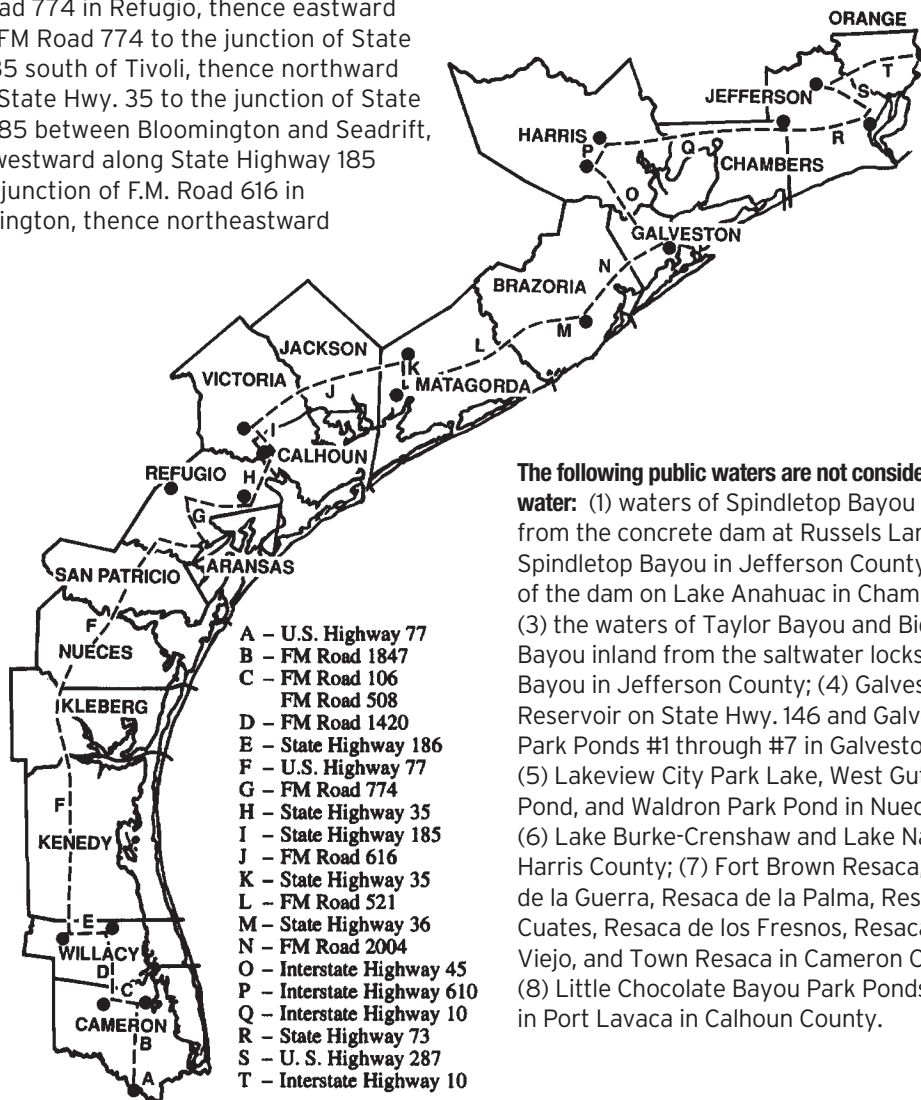 ad 774 in Refugio, thence eastward
FM Road 774 to the junction of State
35 south of Tivoli, thence northward
State Hwy. 35 to the junction of State
85 between Bloomington and Seadrift,
westward along State Highway 185
junction of F.M. Road 616 in
ington, thence northeastward
ORANGE
T
JEFFERSON
S
HARRIS
R
P
Q
CHAMBERS
O
GALVESTON
N
BRAZORIA
M
L
JACKSON
K
VICTORIA
J
MATAGORDA
I
CALHOUN
REFUGIO
H
G
ARANSAS
SAN PATRICIO
F
NUECES
KLEBERG
F
KENEDY
E
WILLACY
D
C
CAMERON
B
A
A – U.S. Highway 77
B – FM Road 1847
C – FM Road 106
FM Road 508
D – FM Road 1420
E – State Highway 186
F – U.S. Highway 77
G – FM Road 774
H – State Highway 35
I – State Highway 185
J – FM Road 616
K – State Highway 35
L – FM Road 521
M – State Highway 36
N – FM Road 2004
O – Interstate Highway 45
P – Interstate Highway 610
Q – Interstate Highway 10
R – State Highway 73
S – U. S. Highway 287
T – Interstate Highway 10
The following public waters are not conside
water: (1) waters of Spindletop Bayou
from the concrete dam at Russels Lan
Spindletop Bayou in Jefferson County
of the dam on Lake Anahuac in Cham
(3) the waters of Taylor Bayou and Bi
Bayou inland from the saltwater locks
Bayou in Jefferson County; (4) Galves
Reservoir on State Hwy. 146 and Galv
Park Ponds #1 through #7 in Galvesto
(5) Lakeview City Park Lake, West Gu
Pond, and Waldron Park Pond in Nuec
(6) Lake Burke-Crenshaw and Lake Na
Harris County; (7) Fort Brown Resaca,
de la Guerra, Resaca de la Palma, Res
Cuates, Resaca de los Fresnos, Resaca
Viejo, and Town Resaca in Cameron C
(8) Little Chocolate Bayou Park Ponds
in Port Lavaca in Calhoun County.